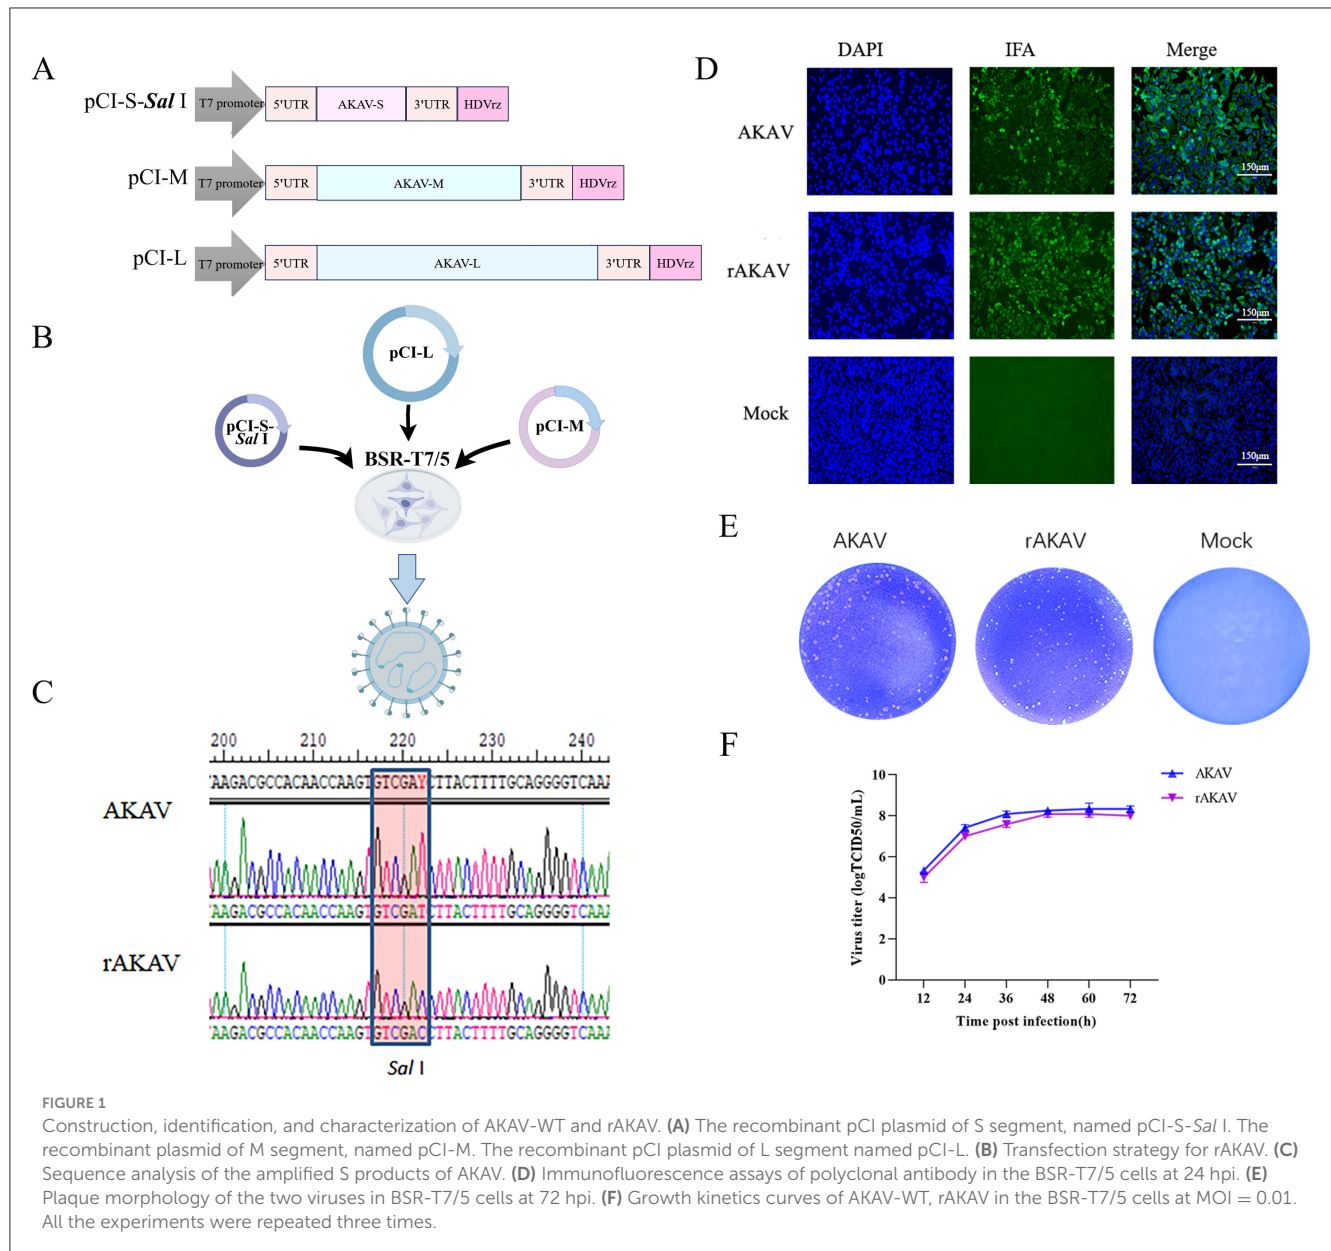 A
pCI-S-Sal I
T7 promoter
5'UTR
AKAV-S
3'UTR
HDVrz
pCI-M
T7 promoter
5'UTR
AKAV-M
3'UTR
HDVrz
pCI-L
T7 promoter
5'UTR
AKAV-L
3'UTR
HDVrz
B
pCI-L
pCI-S-
Sal I
pCI-M
BSR-T7/5
C
200 210 220 230 240
AAGACGCCACAACCAAGTGTCGAYCTTACTTTTGCAGGGGTCAAA
AKAV
AAGACGCCACAACCAAGTGTCGATCTTACTTTTGCAGGGGTCAAA
rAKAV
AAGACGCCACAACCAAGTGTCGACCTTACTTTTGCAGGGGTCAAA
Sal I
D
DAPI IFA Merge
AKAV
150μm
rAKAV
150μm
Mock
150μm
E
AKAV rAKAV Mock
F
AKAV
rAKAV
Virus titer (logTCID50/mL)
10
8
6
4
2
0
12 24 36 48 60 72
Time post infection(h)
FIGURE 1
Construction, identification, and characterization of AKAV-WT and rAKAV. (A) The recombinant pCI plasmid of S segment, named pCI-S-Sal I. The
recombinant plasmid of M segment, named pCI-M. The recombinant pCI plasmid of L segment named pCI-L. (B) Transfection strategy for rAKAV. (C)
Sequence analysis of the amplified S products of AKAV. (D) Immunofluorescence assays of polyclonal antibody in the BSR-T7/5 cells at 24 hpi. (E)
Plaque morphology of the two viruses in BSR-T7/5 cells at 72 hpi. (F) Growth kinetics curves of AKAV-WT, rAKAV in the BSR-T7/5 cells at MOI = 0.01.
All the experiments were repeated three times.